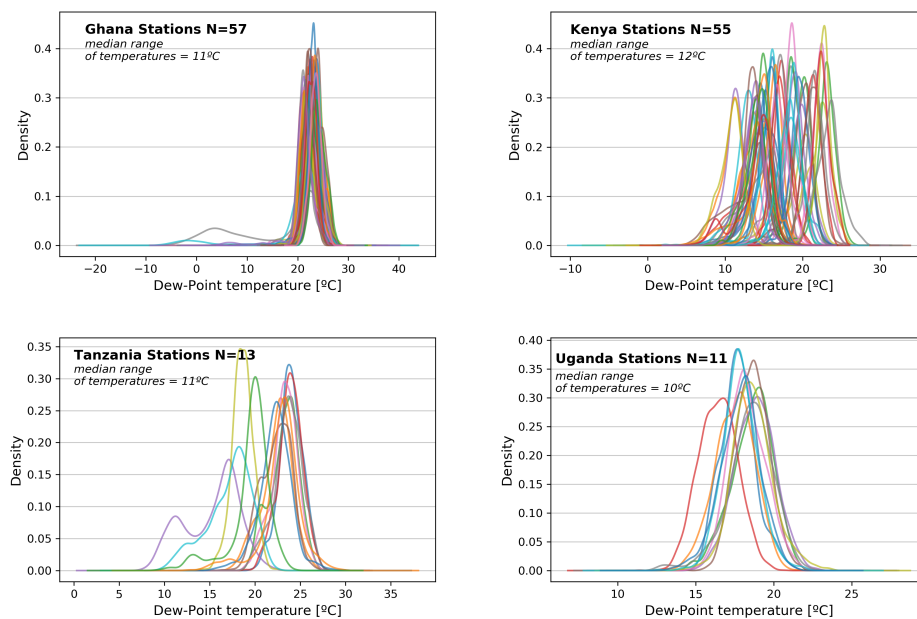 Ghana Stations N=57
median range
of temperatures = 11ºC
0.4
0.3
0.2
0.1
0.0
Density
−20 −10 0 10 20 30 40
Dew-Point temperature [ºC]
Kenya Stations N=55
median range
of temperatures = 12ºC
0.4
0.3
0.2
0.1
0.0
Density
−10 0 10 20 30
Dew-Point temperature [ºC]
Tanzania Stations N=13
median range
of temperatures = 11ºC
0.35
0.30
0.25
0.20
0.15
0.10
0.05
0.00
Density
0 5 10 15 20 25 30 35
Dew-Point temperature [ºC]
Uganda Stations N=11
median range
of temperatures = 10ºC
0.40
0.35
0.30
0.25
0.20
0.15
0.10
0.05
0.00
Density
10 15 20 25
Dew-Point temperature [ºC]